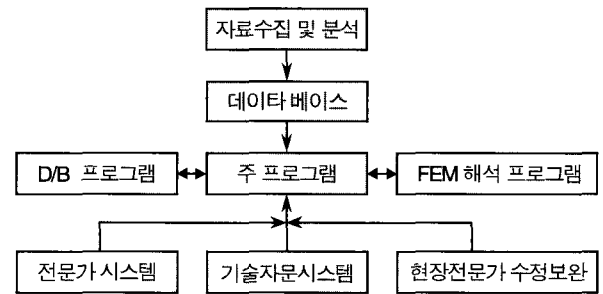 자료수집 및 분석
데이타 베이스
D/B 프로그램
주 프로그램
FEM 해석 프로그램
전문가 시스템
기술자문시스템
현장전문가 수정보완